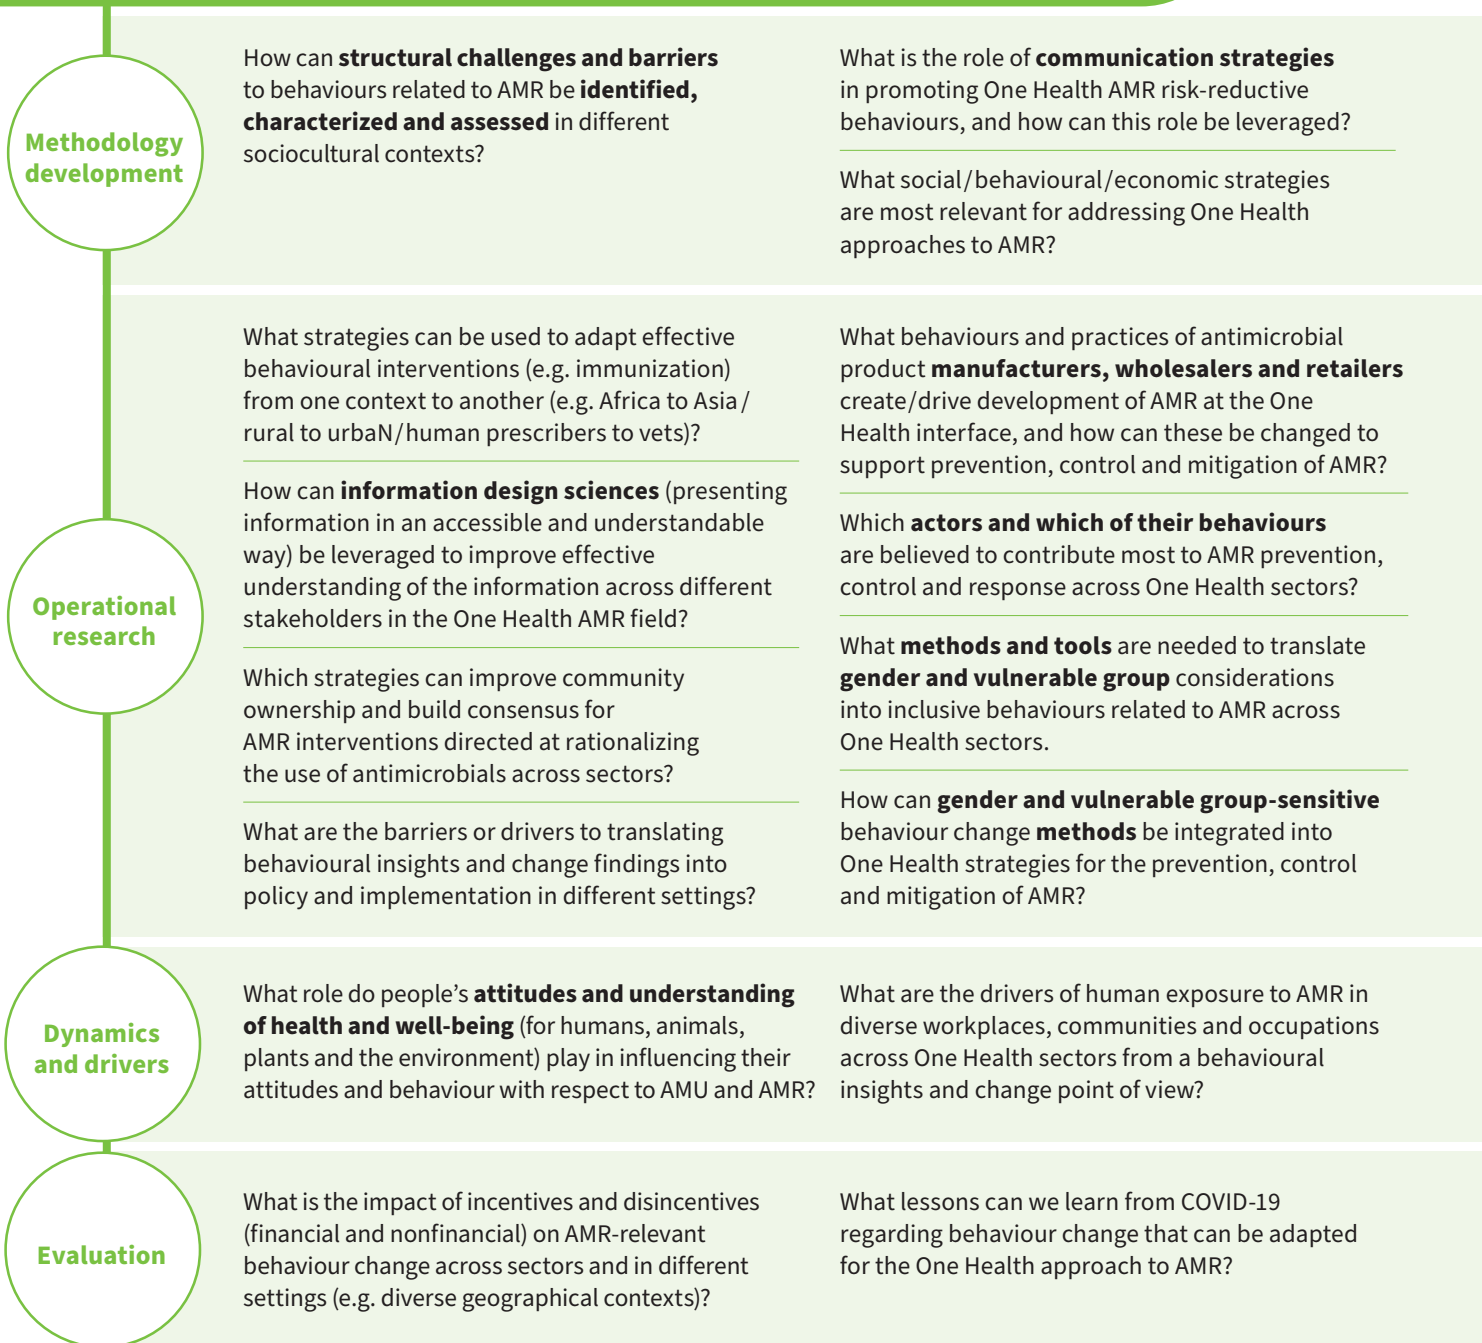 Methodology
development
How can structural challenges and barriers
to behaviours related to AMR be identified,
characterized and assessed in different
sociocultural contexts?
What is the role of communication strategies
in promoting One Health AMR risk-reductive
behaviours, and how can this role be leveraged?
What social/behavioural/economic strategies
are most relevant for addressing One Health
approaches to AMR?
Operational
research
What strategies can be used to adapt effective
behavioural interventions (e.g. immunization)
from one context to another (e.g. Africa to Asia/
rural to urbaN/human prescribers to vets)?
How can information design sciences (presenting
information in an accessible and understandable
way) be leveraged to improve effective
understanding of the information across different
stakeholders in the One Health AMR field?
Which strategies can improve community
ownership and build consensus for
AMR interventions directed at rationalizing
the use of antimicrobials across sectors?
What are the barriers or drivers to translating
behavioural insights and change findings into
policy and implementation in different settings?
What behaviours and practices of antimicrobial
product manufacturers, wholesalers and retailers
create/drive development of AMR at the One
Health interface, and how can these be changed to
support prevention, control and mitigation of AMR?
Which actors and which of their behaviours
are believed to contribute most to AMR prevention,
control and response across One Health sectors?
What methods and tools are needed to translate
gender and vulnerable group considerations
into inclusive behaviours related to AMR across
One Health sectors.
How can gender and vulnerable group-sensitive
behaviour change methods be integrated into
One Health strategies for the prevention, control
and mitigation of AMR?
Dynamics
and drivers
What role do people's attitudes and understanding
of health and well-being (for humans, animals,
plants and the environment) play in influencing their
attitudes and behaviour with respect to AMU and AMR?
What are the drivers of human exposure to AMR in
diverse workplaces, communities and occupations
across One Health sectors from a behavioural
insights and change point of view?
Evaluation
What is the impact of incentives and disincentives
(financial and nonfinancial) on AMR-relevant
behaviour change across sectors and in different
settings (e.g. diverse geographical contexts)?
What lessons can we learn from COVID-19
regarding behaviour change that can be adapted
for the One Health approach to AMR?